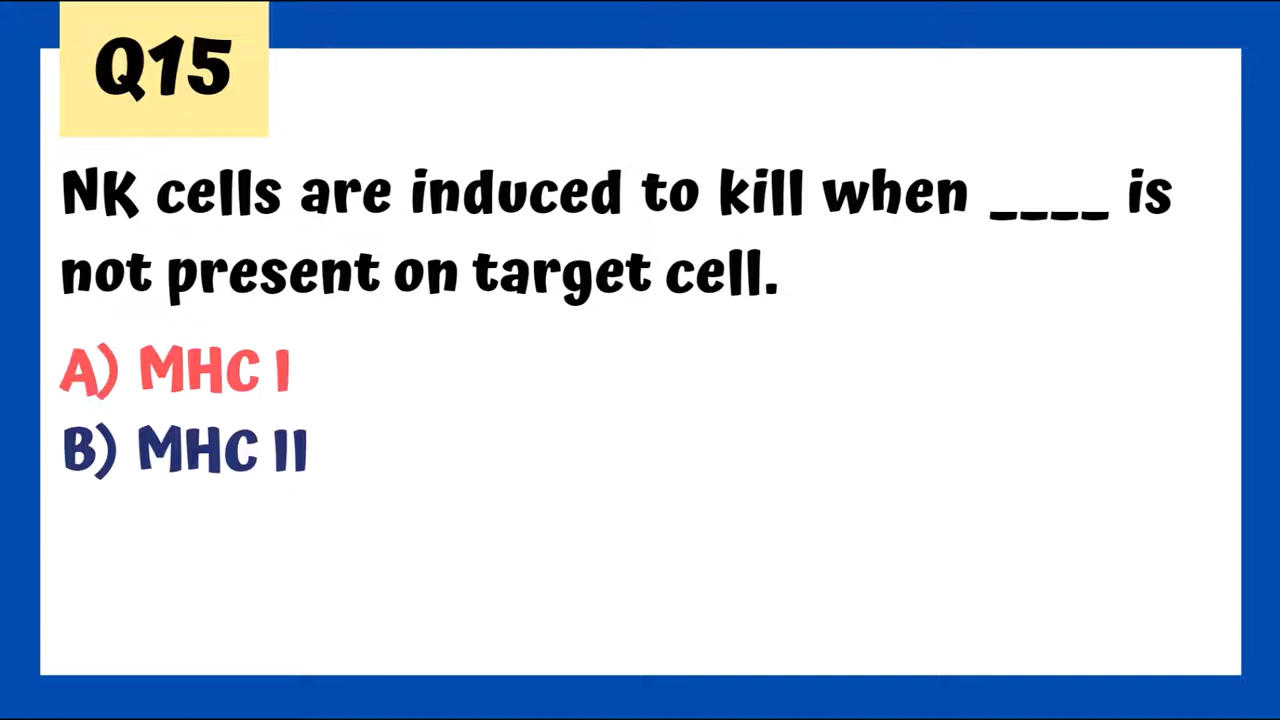 Q15
NK cells are induced to kill when ____ is
not present on target cell.
A) MHC I
B) MHC II